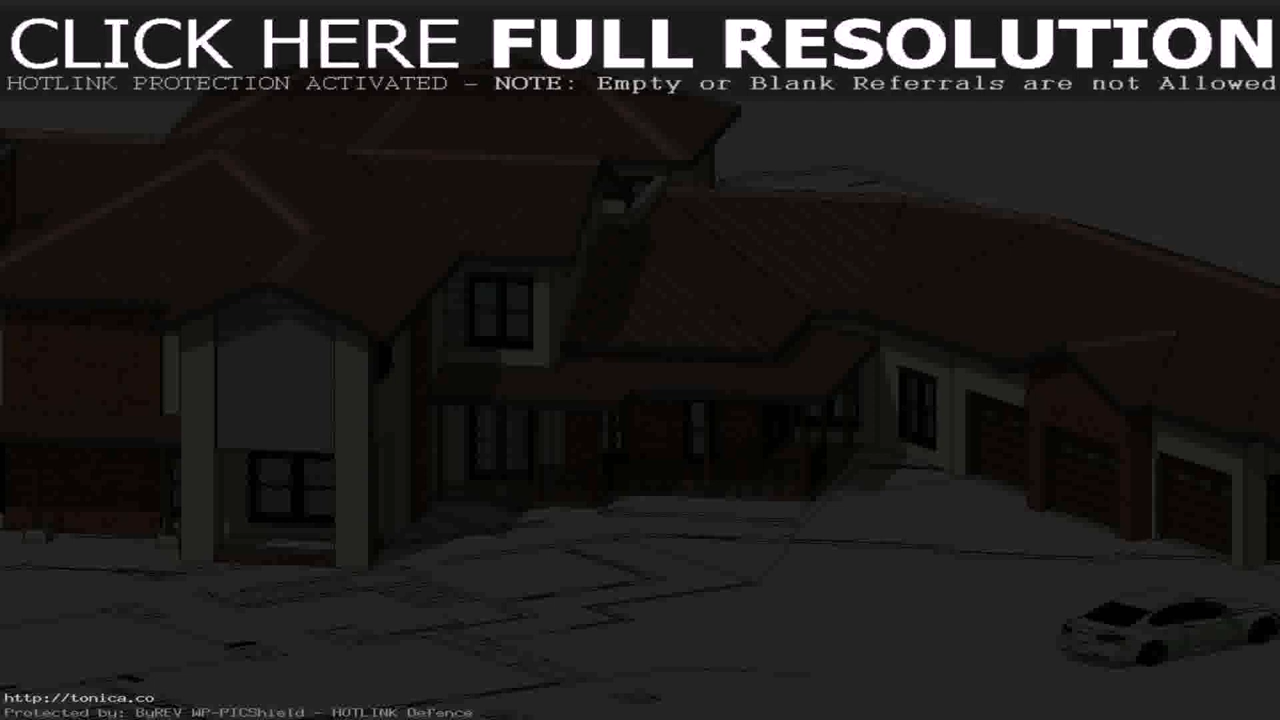 CLICK HERE FULL RESOLUTION
HOTLINK PROTECTION ACTIVATED - NOTE: Empty or Blank Referrals are not Allowed
http://tonica.co
Protected by: ByREV WP-PICShield - HOTLINK Defence